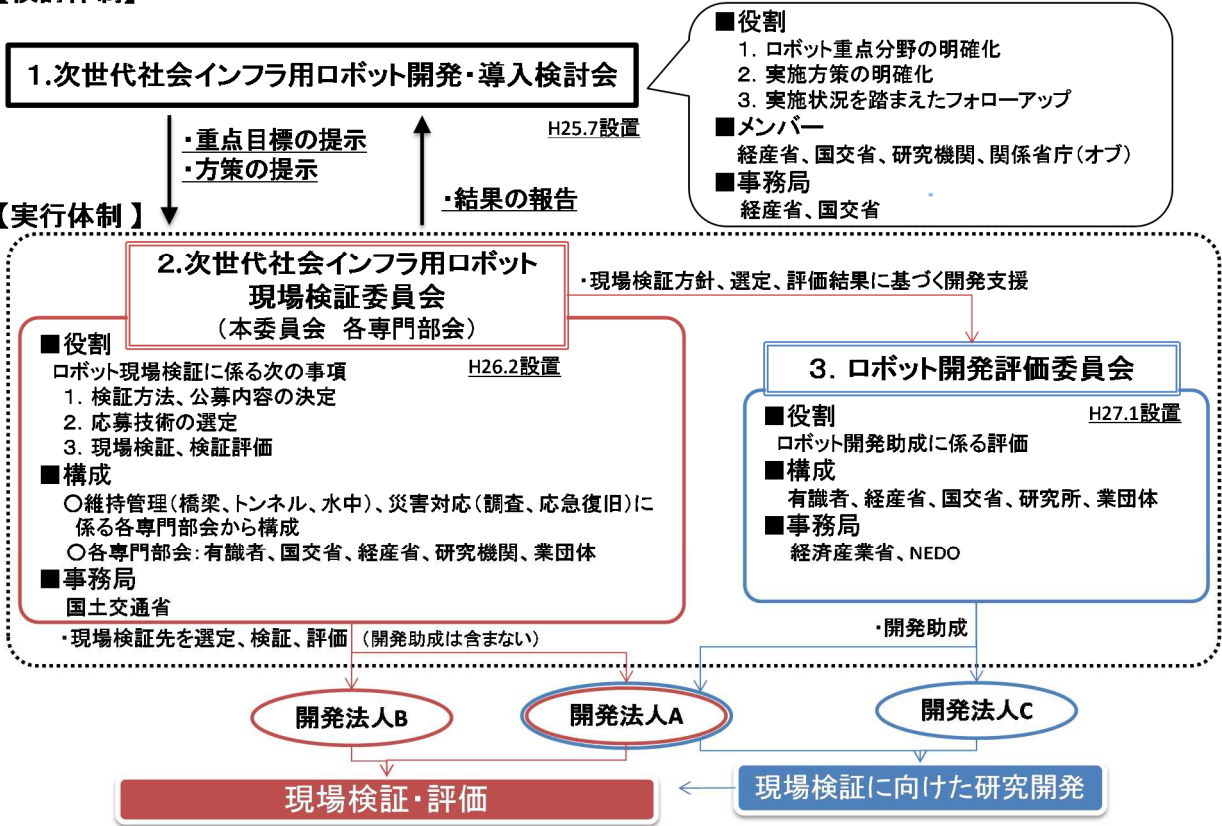 1.次世代社会インフラ用ロボット開発・導入検討会
H25.7設置
■役割
1. ロボット重点分野の明確化
2. 実施方策の明確化
3. 実施状況を踏まえたフォローアップ
■メンバー
経産省、国交省、研究機関、関係省庁(オブ)
■事務局
経産省、国交省
・重点目標の提示
・方策の提示
・結果の報告
【実行体制 】
2.次世代社会インフラ用ロボット
現場検証委員会
(本委員会 各専門部会)
・現場検証方針、選定、評価結果に基づく開発支援
■役割
H26.2設置
ロボット現場検証に係る次の事項
1. 検証方法、公募内容の決定
2. 応募技術の選定
3. 現場検証、検証評価
■構成
○維持管理(橋梁、トンネル、水中)、災害対応(調査、応急復旧)に
係る各専門部会から構成
○各専門部会:有識者、国交省、経産省、研究機関、業団体
■事務局
国土交通省
3. ロボット開発評価委員会
■役割
H27.1設置
ロボット開発助成に係る評価
■構成
有識者、経産省、国交省、研究所、業団体
■事務局
経済産業省、NEDO
・現場検証先を選定、検証、評価 (開発助成は含まない)
・開発助成
開発法人B
開発法人A
開発法人C
現場検証・評価
現場検証に向けた研究開発